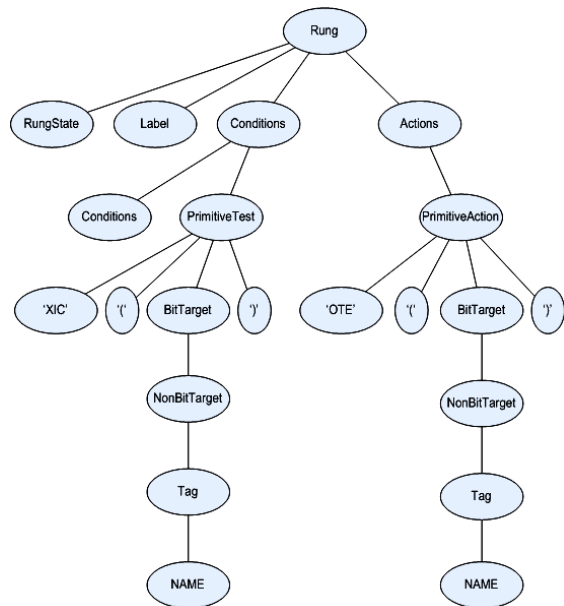 Rung
RungState Label Conditions Actions
Conditions PrimitiveTest PrimitiveAction
‘XIC’ ‘(‘ BitTarget ‘)’ ‘OTE’ ‘(‘ BitTarget ‘)’
NonBitTarget NonBitTarget
Tag Tag
NAME NAME